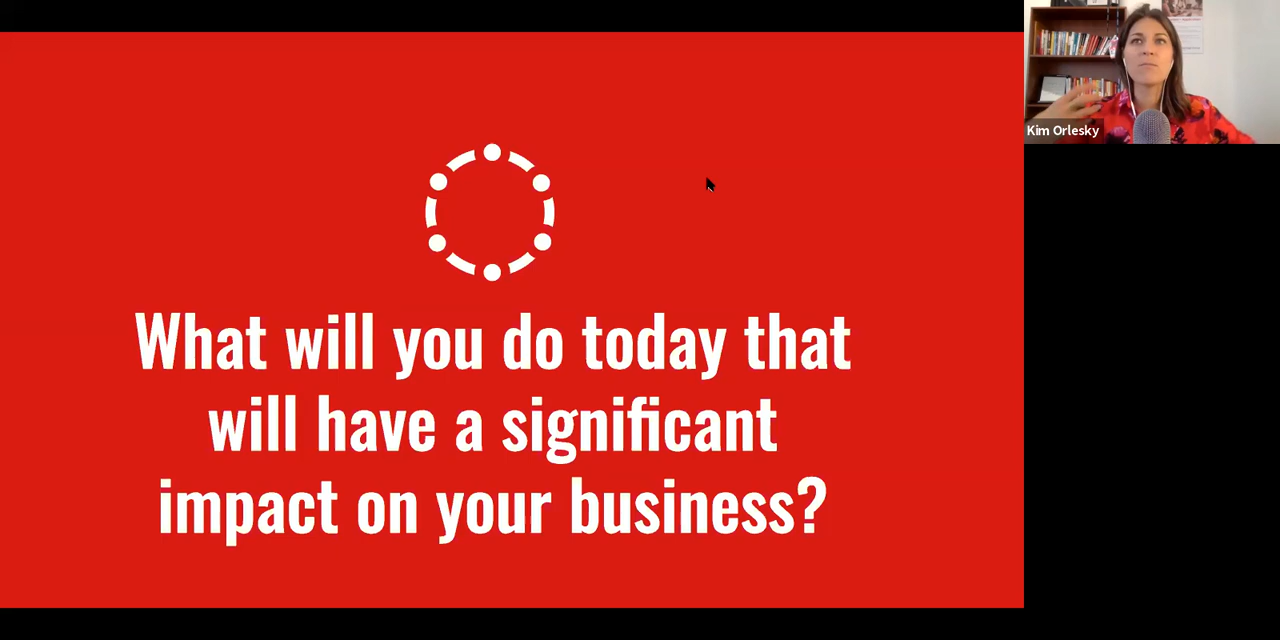 Kim Orlesky
What will you do today that
will have a significant
impact on your business?